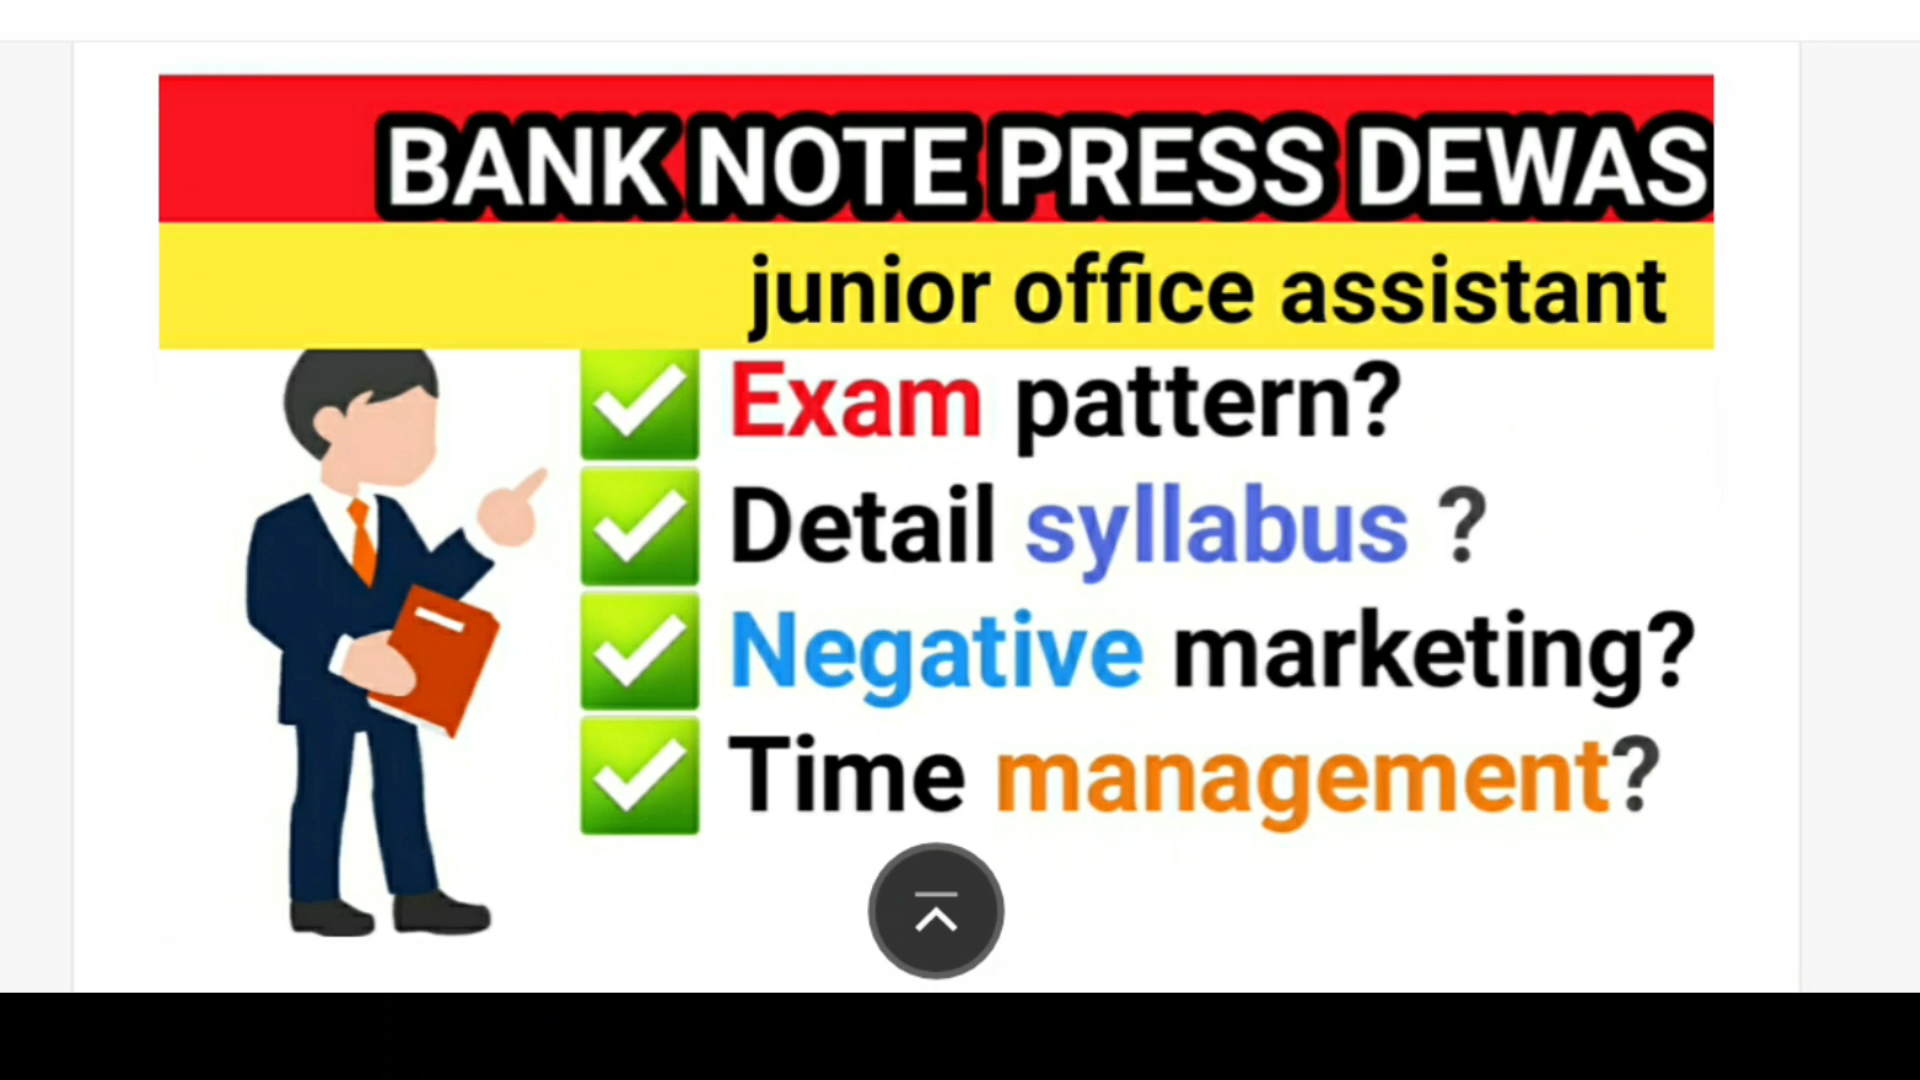 BANK NOTE PRESS DEWAS
junior office assistant
Exam pattern?
Detail syllabus ?
Negative marketing?
Time management?